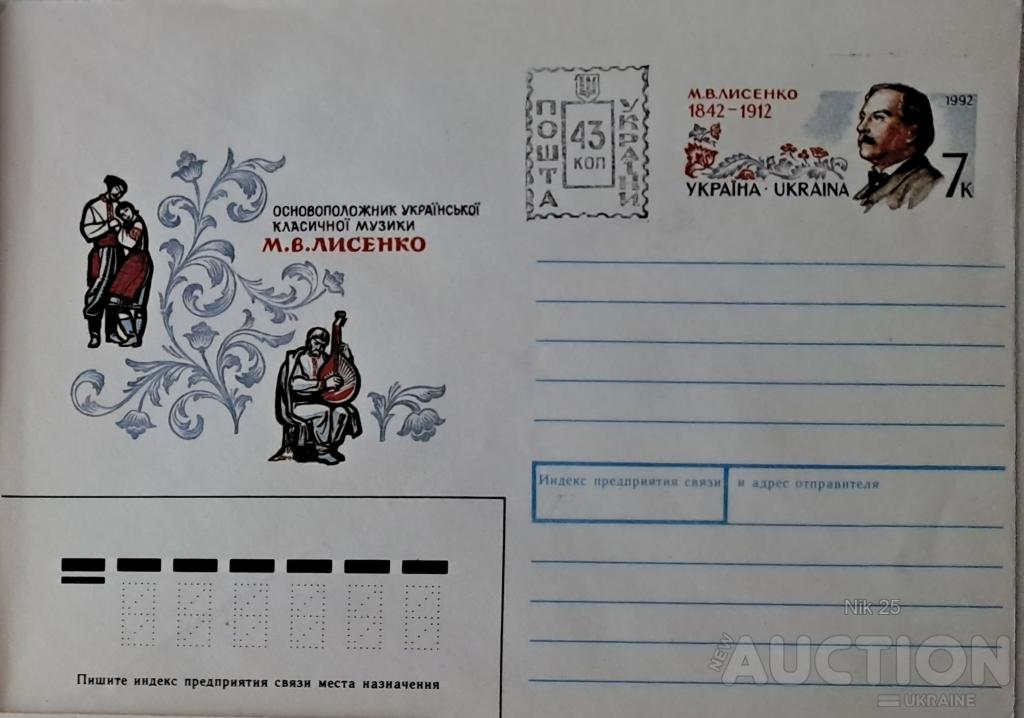 ПОШТА
43
КОП
УКРАЇНИ
М.В.ЛИСЕНКО
1842-1912
1992
УКРАЇНА · UKRAINA
7К
ОСНОВОПОЛОЖНИК УКРАЇНСЬКОЇ
КЛАСИЧНОЇ МУЗИКИ
М.В.ЛИСЕНКО
Индекс предприятия связи и адрес отправителя
Пишите индекс предприятия связи места назначения
Nik 25
NEW AUCTION
UKRAINE